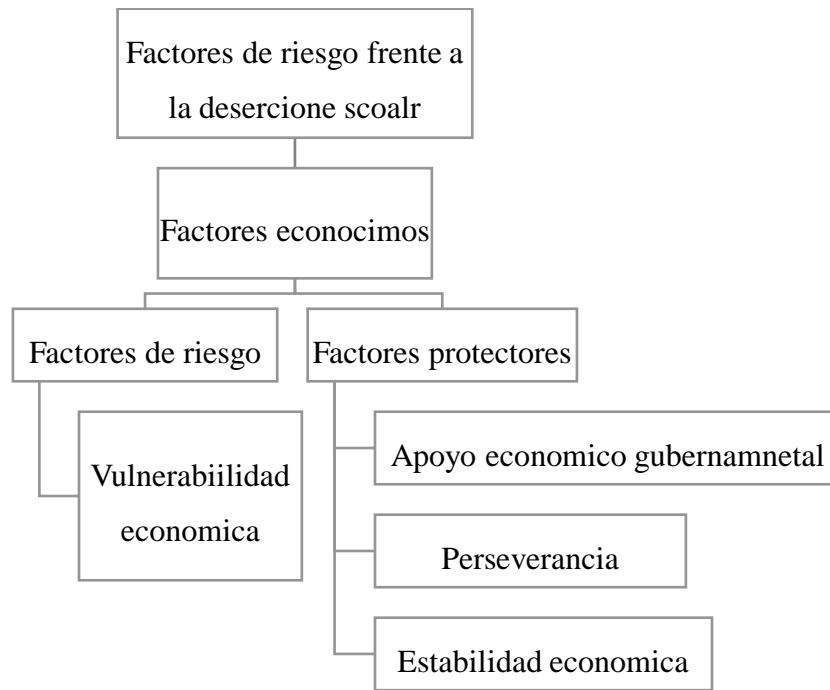 Factores de riesgo frente a
la desercione scoalr
Factores econocimos
Factores de riesgo
Factores protectores
Vulnerabiilidad
economica
Apoyo economico gubernamnetal
Perseverancia
Estabilidad economica